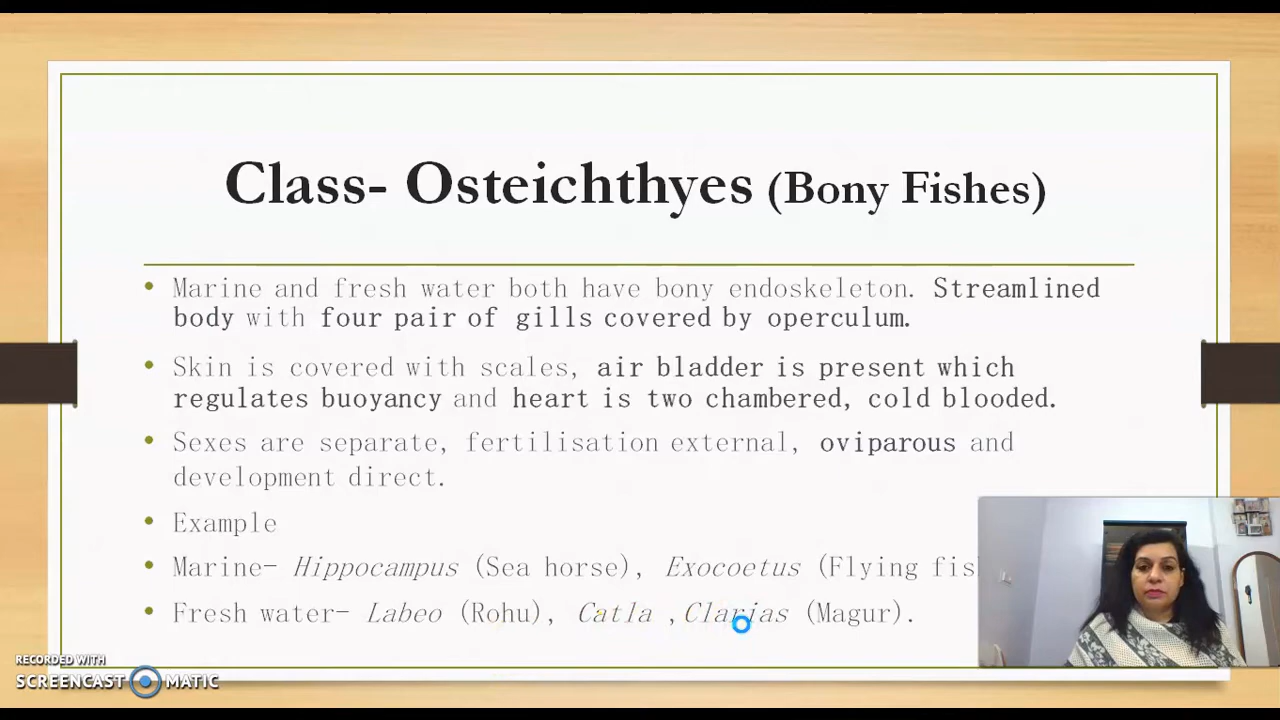 Class- Osteichthyes (Bony Fishes)
• Marine and fresh water both have bony endoskeleton. Streamlined
body with four pair of gills covered by operculum.
• Skin is covered with scales, air bladder is present which
regulates buoyancy and heart is two chambered, cold blooded.
• Sexes are separate, fertilisation external, oviparous and
development direct.
• Example
• Marine- Hippocampus (Sea horse), Exocoetus (Flying fis
• Fresh water- Labeo (Rohu), Catla ,Clarias (Magur).
RECORDED WITH
SCREENCAST MATIC